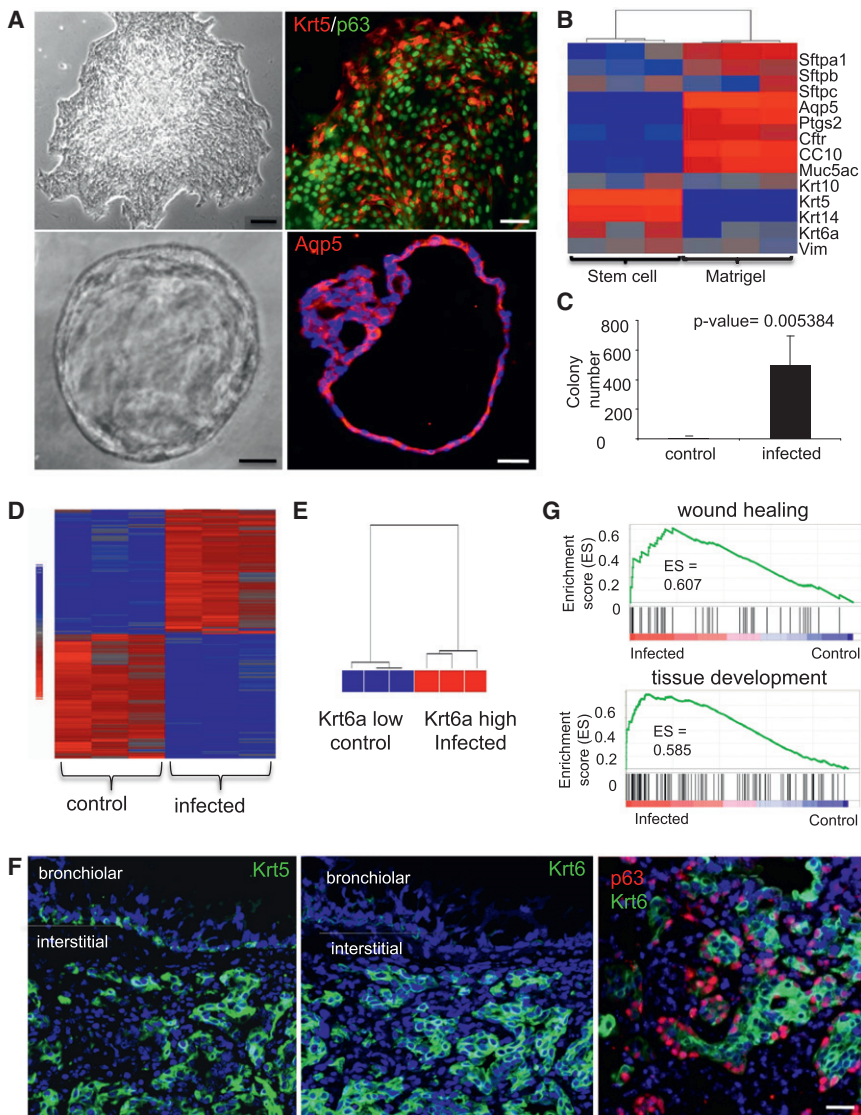 A
Krt5/p63
Aqp5
B
Sftpa1
Sftpb
Sftpc
Aqp5
Ptgs2
Cftr
CC10
Muc5ac
Krt10
Krt5
Krt14
Krt6a
Vim
Stem cell
Matrigel
C
p-value= 0.005384
Colony
number
800
600
400
200
0
control
infected
D
control
infected
E
Krt6a low
control
Krt6a high
Infected
G
wound healing
Enrichment
score (ES)
0.6
0.4
0.2
0
ES =
0.607
Infected
Control
tissue development
Enrichment
score (ES)
0.6
0.4
0.2
0
ES =
0.585
Infected
Control
F
bronchiolar
Krt5
interstitial
bronchiolar
Krt6
interstitial
p63
Krt6